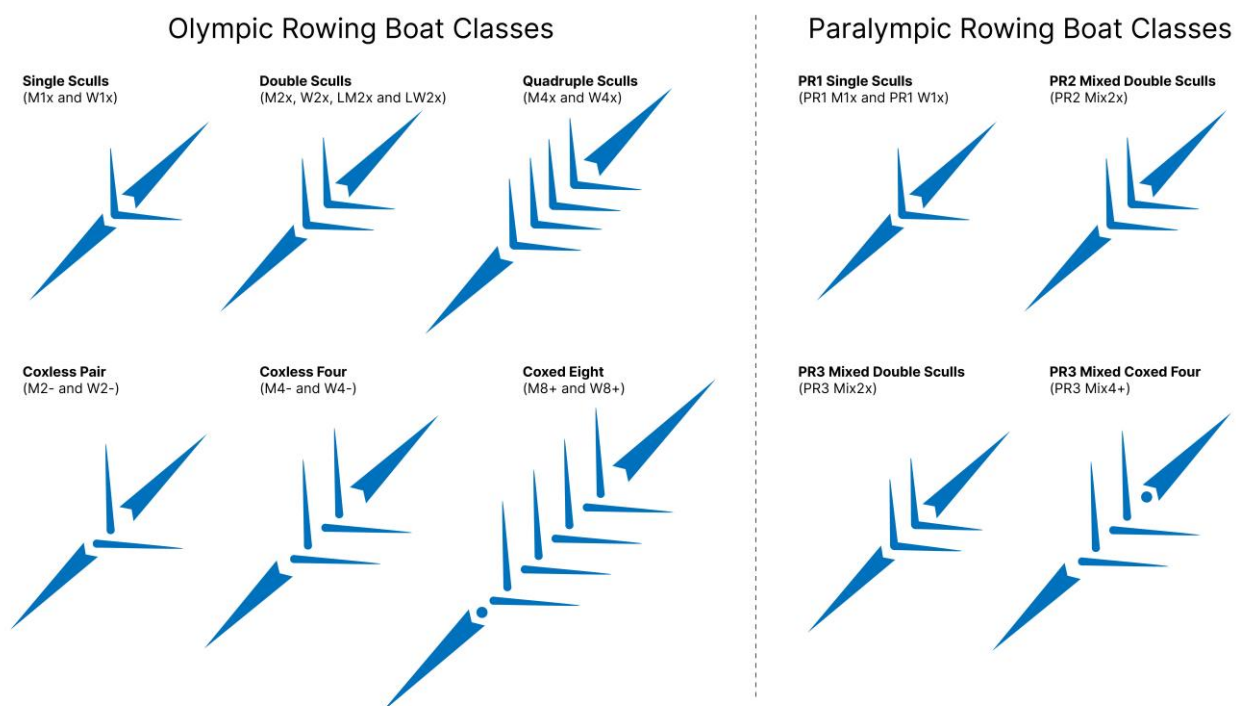 Olympic Rowing Boat Classes
Single Sculls
(M1x and W1x)
Double Sculls
(M2x, W2x, LM2x and LW2x)
Quadruple Sculls
(M4x and W4x)
Coxless Pair
(M2- and W2-)
Coxless Four
(M4- and W4-)
Coxed Eight
(M8+ and W8+)
Paralympic Rowing Boat Classes
PR1 Single Sculls
(PR1 M1x and PR1 W1x)
PR2 Mixed Double Sculls
(PR2 Mix2x)
PR3 Mixed Double Sculls
(PR3 Mix2x)
PR3 Mixed Coxed Four
(PR3 Mix4+)